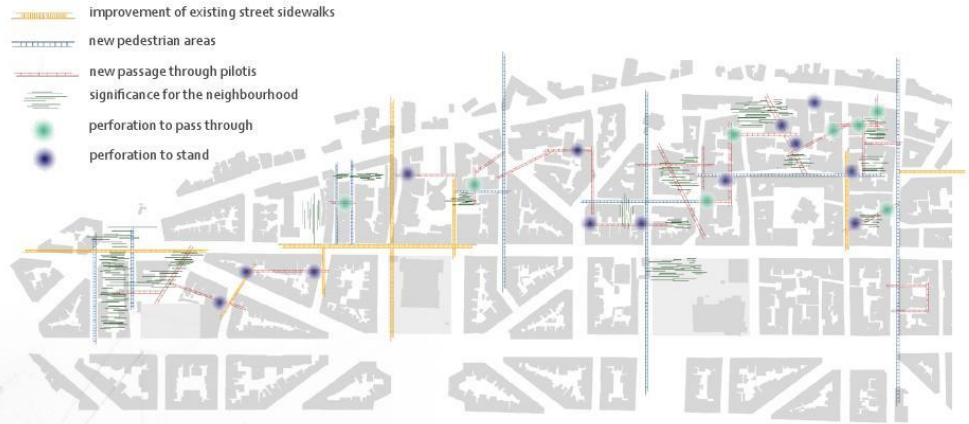 improvement of existing street sidewalks
new pedestrian areas
new passage through pilotis
significance for the neighbourhood
perforation to pass through
perforation to stand